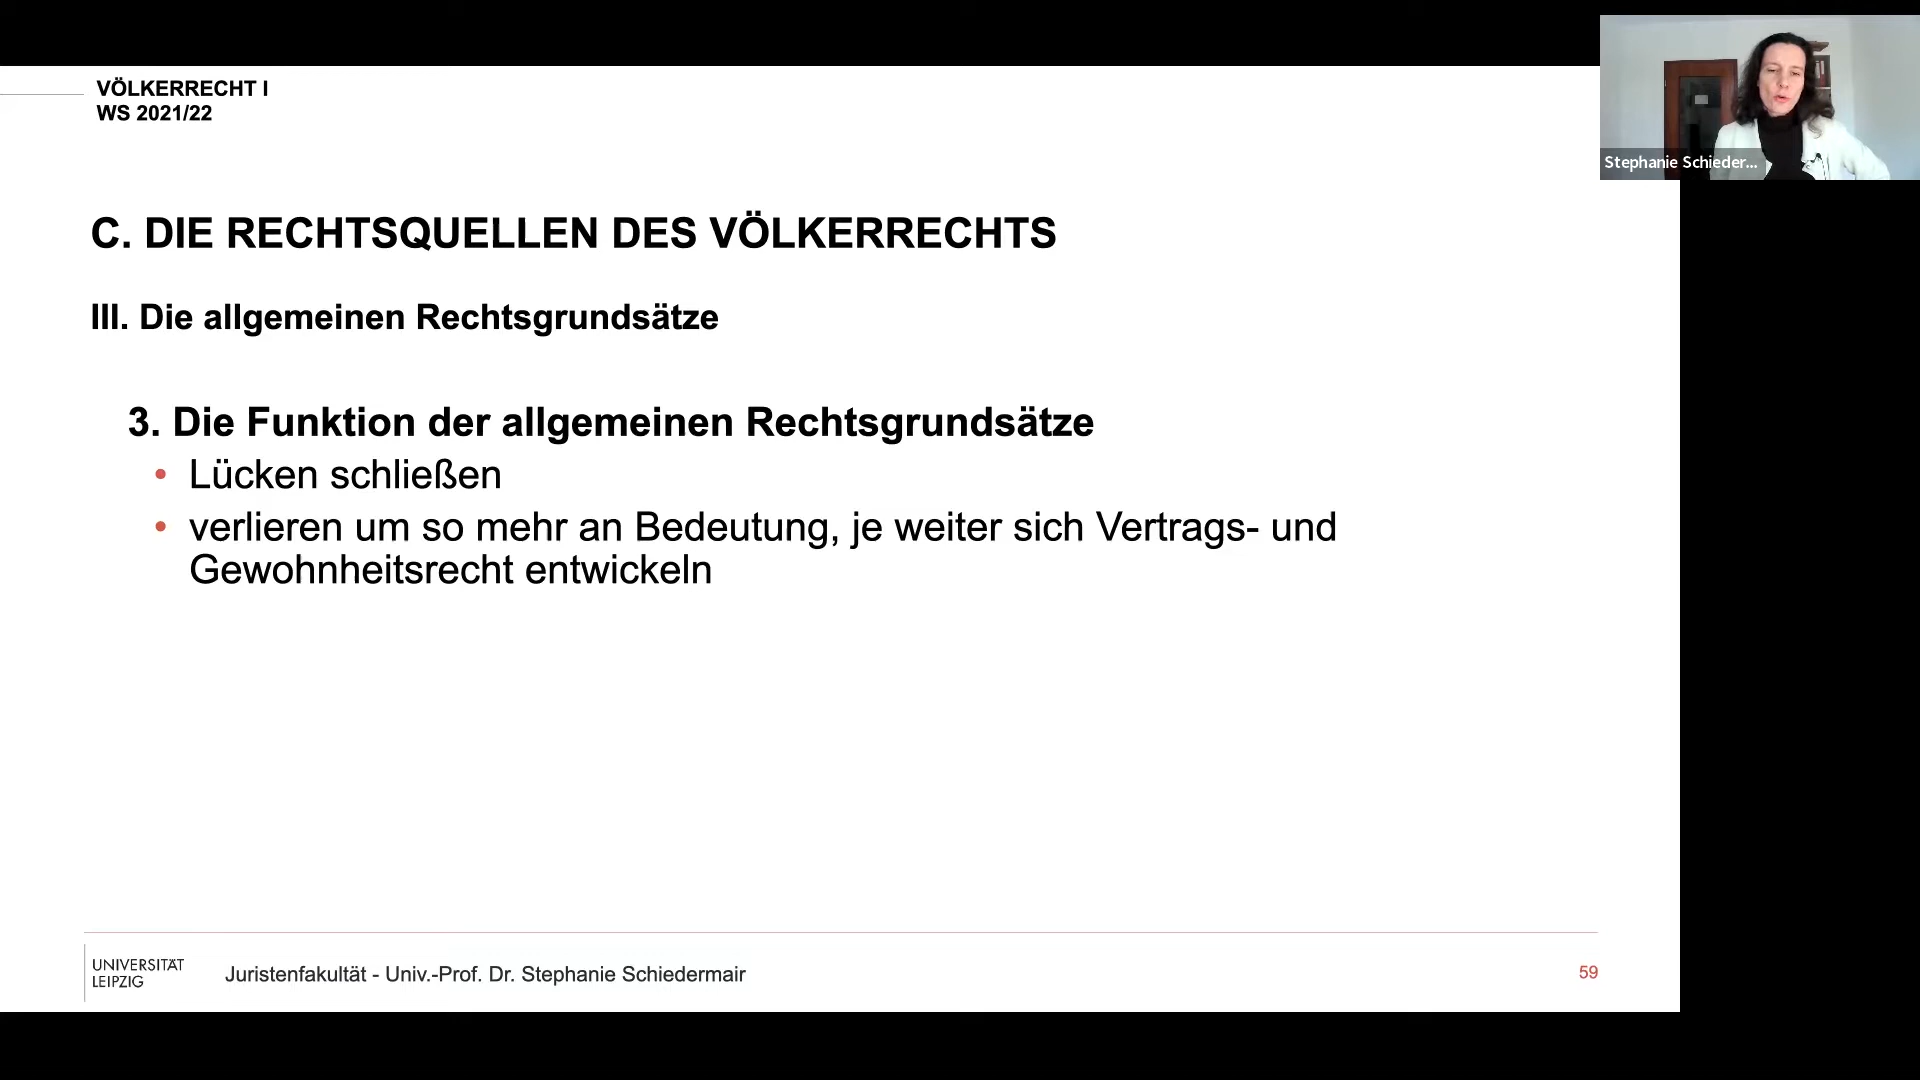 VÖLKERRECHT I
WS 2021/22
Stephanie Schieder...
C. DIE RECHTSQUELLEN DES VÖLKERRECHTS
III. Die allgemeinen Rechtsgrundsätze
3. Die Funktion der allgemeinen Rechtsgrundsätze
• Lücken schließen
• verlieren um so mehr an Bedeutung, je weiter sich Vertrags- und
Gewohnheitsrecht entwickeln
UNIVERSITÄT
LEIPZIG
Juristenfakultät - Univ.-Prof. Dr. Stephanie Schiedermair
59